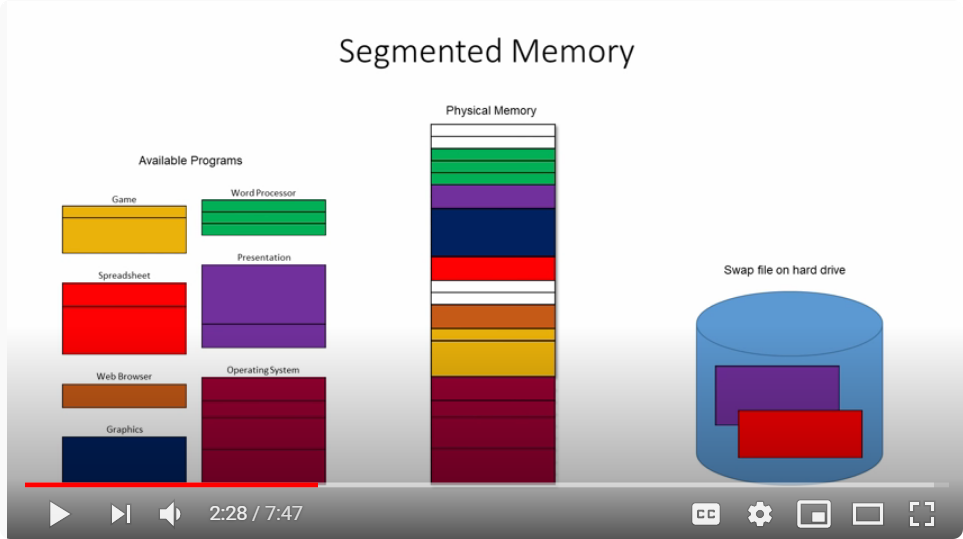 Segmented Memory
Physical Memory
Available Programs
Game
Word Processor
Spreadsheet
Presentation
Web Browser
Operating System
Graphics
Swap file on hard drive
2:28 / 7:47
CC